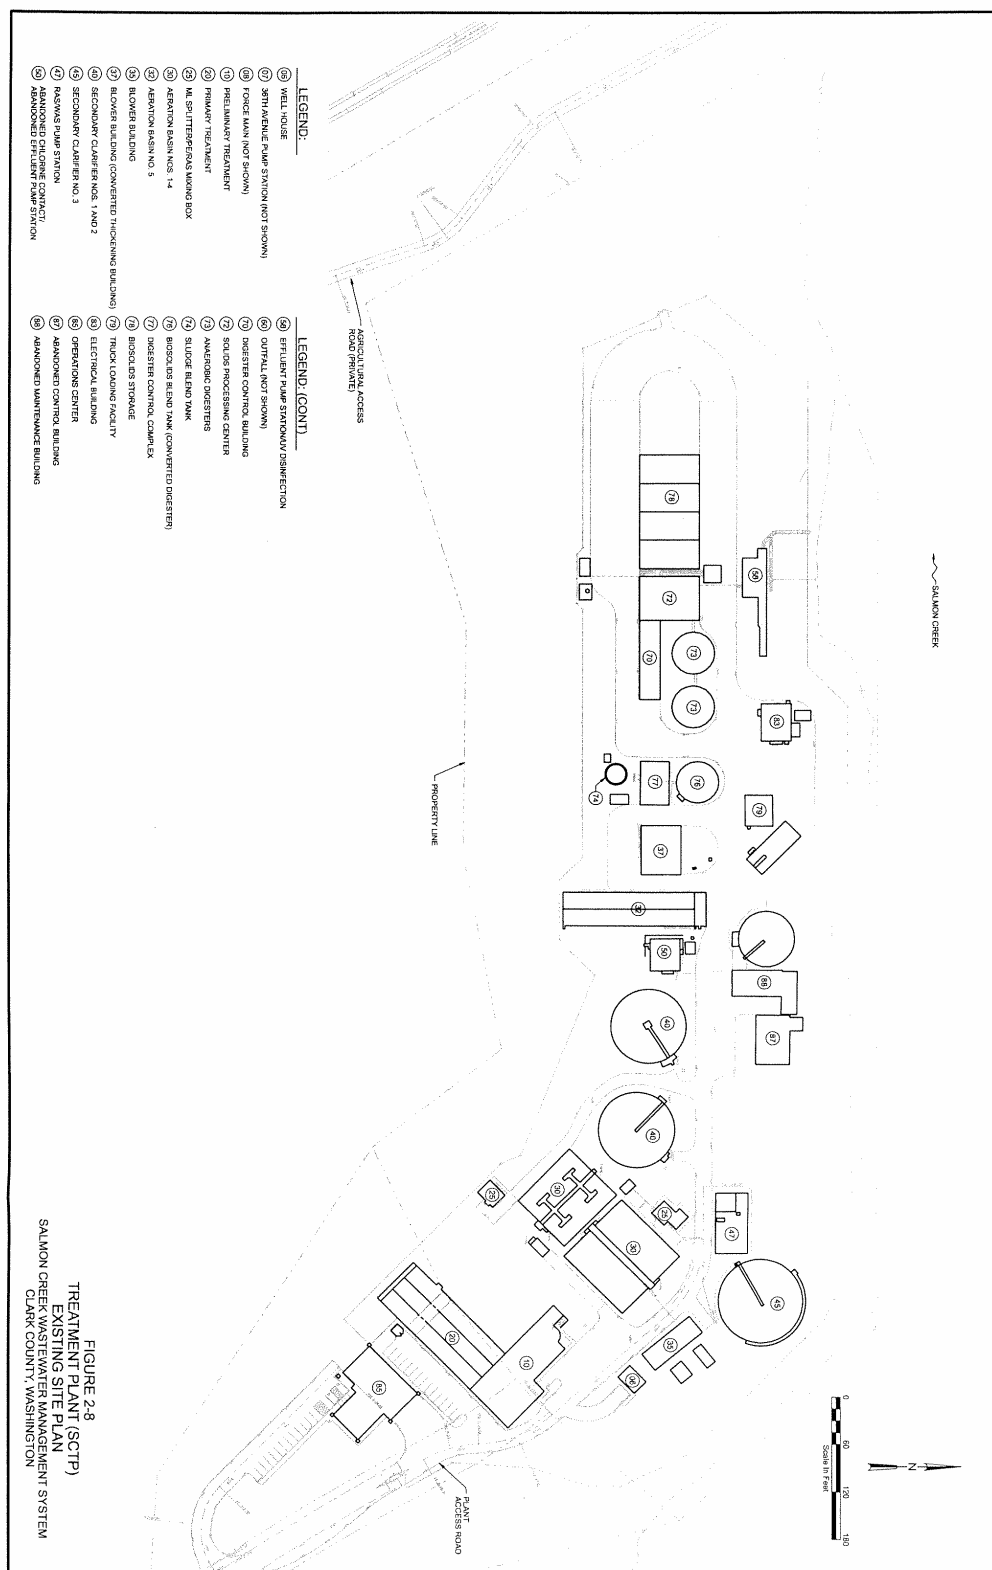 LEGEND:
05 WELL HOUSE
07 36TH AVENUE PUMP STATION (NOT SHOWN)
08 FORCE MAIN (NOT SHOWN)
10 PRELIMINARY TREATMENT
20 PRIMARY TREATMENT
25 ML SPLITTER/PE/RAS MIXING BOX
30 AERATION BASIN NOS. 1-4
32 AERATION BASIN NO. 5
35 BLOWER BUILDING
37 BLOWER BUILDING (CONVERTED THICKENING BUILDING)
40 SECONDARY CLARIFIER NOS. 1 AND 2
45 SECONDARY CLARIFIER NO. 3
47 RAS/WAS PUMP STATION
50 ABANDONED CHLORINE CONTACT/
ABANDONED EFFLUENT PUMP STATION
LEGEND: (CONT)
58 EFFLUENT PUMP STATION/UV DISINFECTION
60 OUTFALL (NOT SHOWN)
70 DIGESTER CONTROL BUILDING
72 SOLIDS PROCESSING CENTER
73 ANAEROBIC DIGESTERS
74 SLUDGE BLEND TANK
76 BIOSOLIDS BLEND TANK (CONVERTED DIGESTER)
77 DIGESTER CONTROL COMPLEX
78 BIOSOLIDS STORAGE
79 TRUCK LOADING FACILITY
83 ELECTRICAL BUILDING
85 OPERATIONS CENTER
87 ABANDONED CONTROL BUILDING
88 ABANDONED MAINTENANCE BUILDING
AGRICULTURAL ACCESS
ROAD (PRIVATE)
SALMON CREEK
PROPERTY LINE
PLANT
ACCESS ROAD
78
58
72
70
73
73
83
77
76
74
79
37
32
50
88
87
40
40
30
30
25
25
47
45
35
20
10
85
N
0
60
120
180
Scale In Feet
FIGURE 2-8
TREATMENT PLANT (SCTP)
EXISTING SITE PLAN
SALMON CREEK WASTEWATER MANAGEMENT SYSTEM
CLARK COUNTY, WASHINGTON